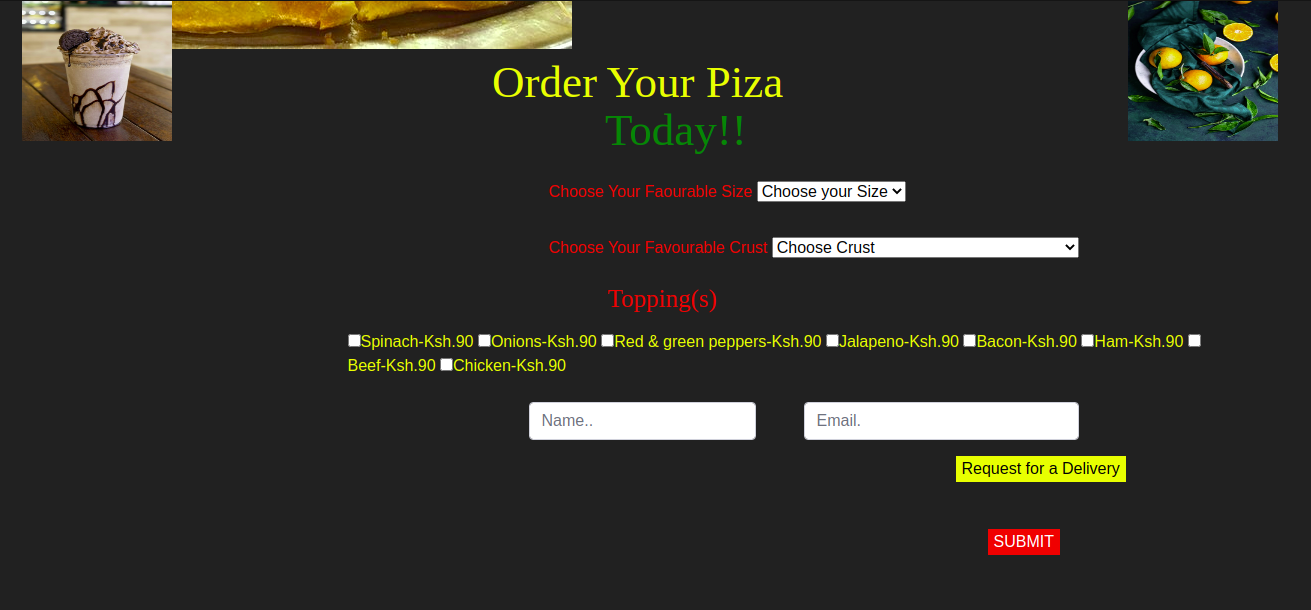 Order Your Piza
Today!!
Choose Your Faourable Size Choose your Size
Choose Your Favourable Crust Choose Crust
Topping(s)
Spinach-Ksh.90 Onions-Ksh.90 Red & green peppers-Ksh.90 Jalapeno-Ksh.90 Bacon-Ksh.90 Ham-Ksh.90
Beef-Ksh.90 Chicken-Ksh.90
Name.. Email.
Request for a Delivery
SUBMIT